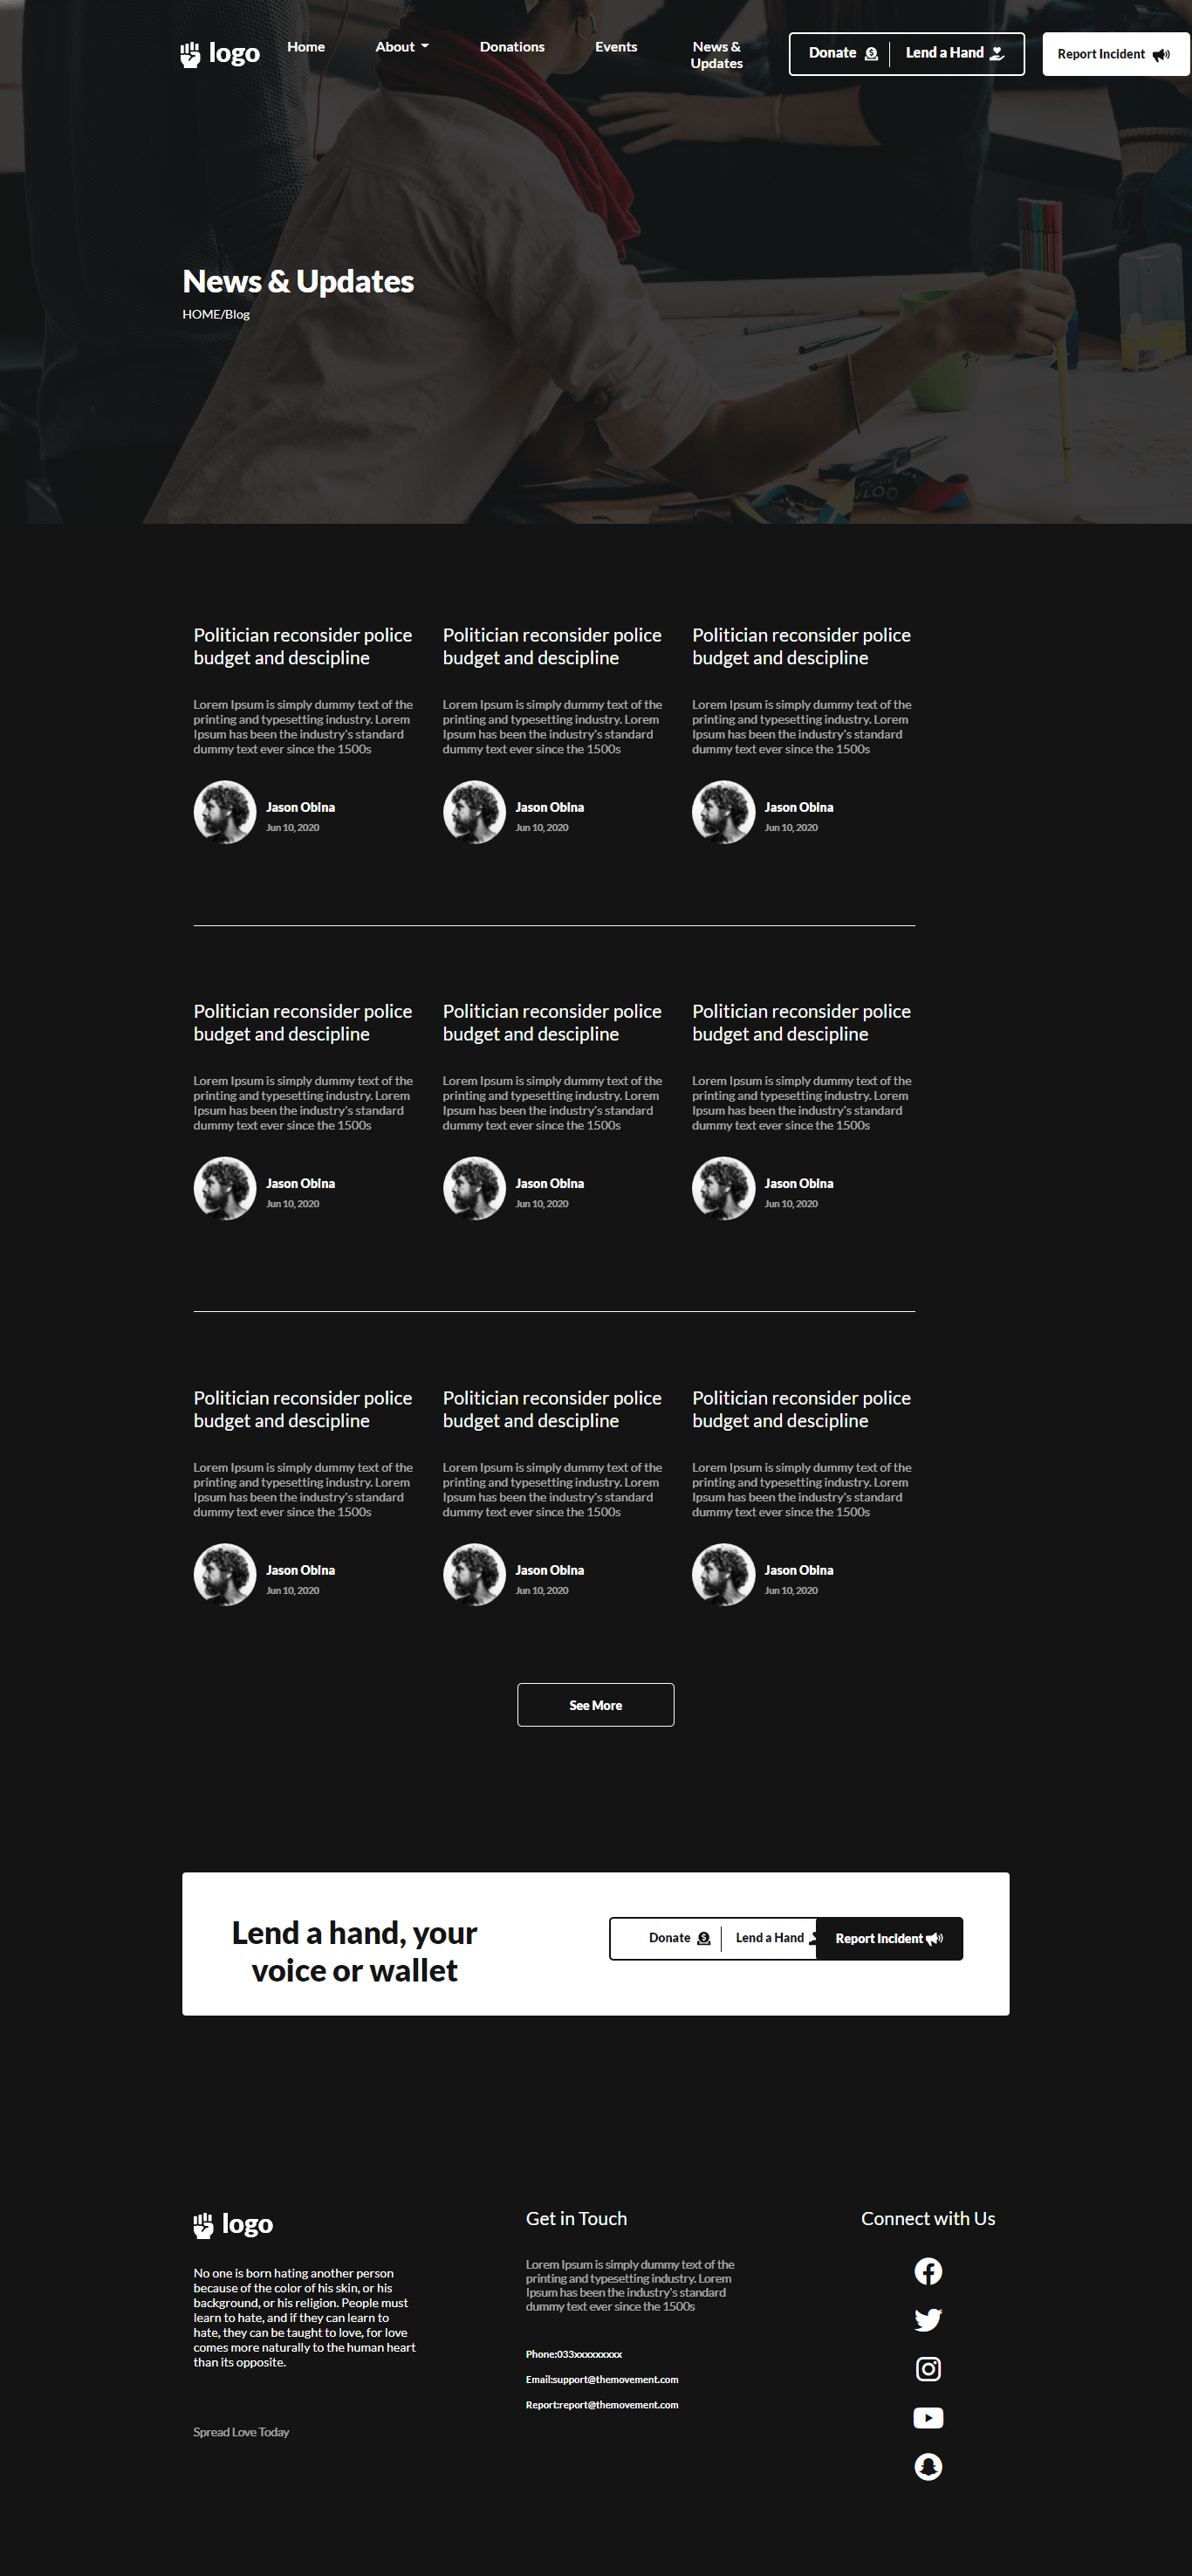 logo
Home
About
Donations
Events
News &
Updates
Donate
Lend a Hand
Report Incident
News & Updates
HOME/Blog
Politician reconsider police
budget and descipline
Lorem Ipsum is simply dummy text of the
printing and typesetting industry. Lorem
Ipsum has been the industry's standard
dummy text ever since the 1500s
Jason Obina
Jun 10, 2020
Politician reconsider police
budget and descipline
Lorem Ipsum is simply dummy text of the
printing and typesetting industry. Lorem
Ipsum has been the industry's standard
dummy text ever since the 1500s
Jason Obina
Jun 10, 2020
Politician reconsider police
budget and descipline
Lorem Ipsum is simply dummy text of the
printing and typesetting industry. Lorem
Ipsum has been the industry's standard
dummy text ever since the 1500s
Jason Obina
Jun 10, 2020
Politician reconsider police
budget and descipline
Lorem Ipsum is simply dummy text of the
printing and typesetting industry. Lorem
Ipsum has been the industry's standard
dummy text ever since the 1500s
Jason Obina
Jun 10, 2020
Politician reconsider police
budget and descipline
Lorem Ipsum is simply dummy text of the
printing and typesetting industry. Lorem
Ipsum has been the industry's standard
dummy text ever since the 1500s
Jason Obina
Jun 10, 2020
Politician reconsider police
budget and descipline
Lorem Ipsum is simply dummy text of the
printing and typesetting industry. Lorem
Ipsum has been the industry's standard
dummy text ever since the 1500s
Jason Obina
Jun 10, 2020
Politician reconsider police
budget and descipline
Lorem Ipsum is simply dummy text of the
printing and typesetting industry. Lorem
Ipsum has been the industry's standard
dummy text ever since the 1500s
Jason Obina
Jun 10, 2020
Politician reconsider police
budget and descipline
Lorem Ipsum is simply dummy text of the
printing and typesetting industry. Lorem
Ipsum has been the industry's standard
dummy text ever since the 1500s
Jason Obina
Jun 10, 2020
Politician reconsider police
budget and descipline
Lorem Ipsum is simply dummy text of the
printing and typesetting industry. Lorem
Ipsum has been the industry's standard
dummy text ever since the 1500s
Jason Obina
Jun 10, 2020
See More
Lend a hand, your
voice or wallet
Donate
Lend a Hand
Report Incident
logo
No one is born hating another person
because of the color of his skin, or his
background, or his religion. People must
learn to hate, and if they can learn to
hate, they can be taught to love, for love
comes more naturally to the human heart
than its opposite.
Spread Love Today
Get in Touch
Lorem Ipsum is simply dummy text of the
printing and typesetting industry. Lorem
Ipsum has been the industry's standard
dummy text ever since the 1500s
Phone:033xxxxxxxxx
Email:support@themovement.com
Report:report@themovement.com
Connect with Us